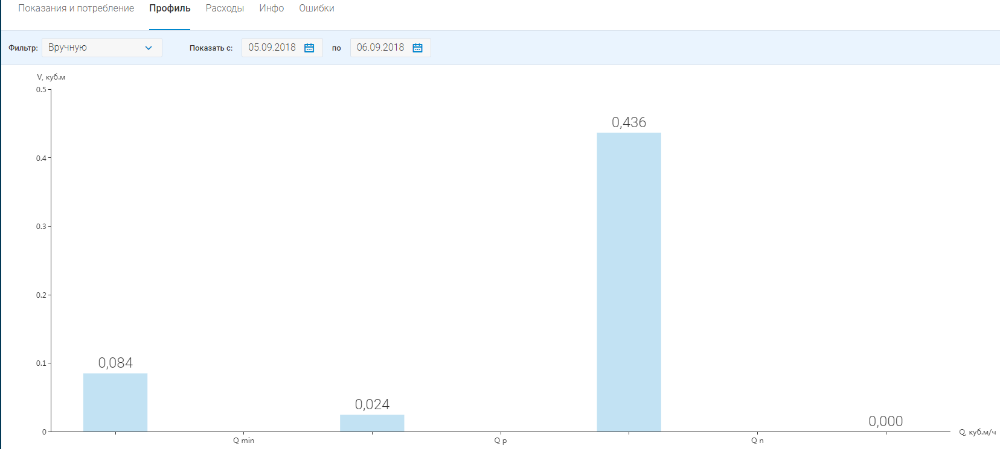 Показания и потребление Профиль Расходы Инфо Ошибки
Фильтр: Вручную Показать с: 05.09.2018 по 06.09.2018
V, куб.м
0.5
0,436
0.4
0.3
0.2
0.1
0,084
0,024
0,000
0
Q, куб.м/ч
Q min Q p Q n